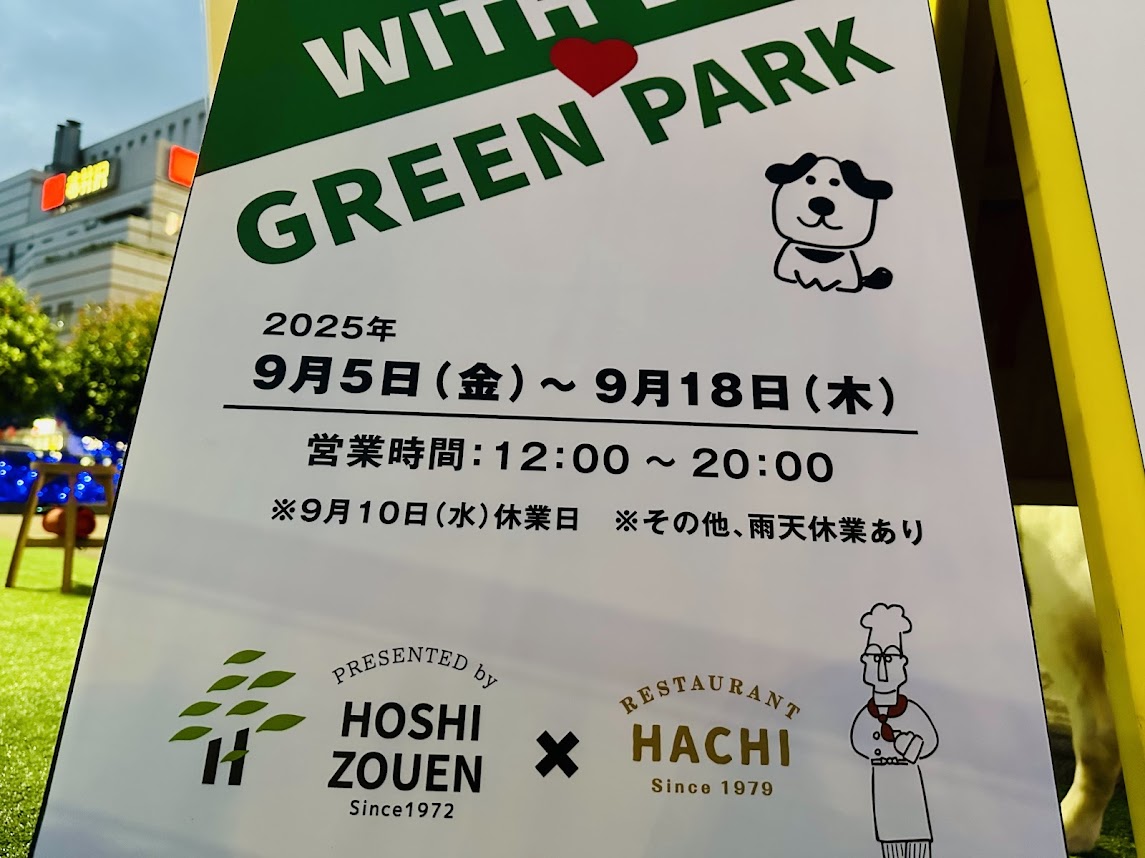 WITH
GREEN PARK
2025年
9月5日(金)~9月18日(木)
営業時間:12:00~20:00
※9月10日(水)休業日 ※その他、雨天休業あり
PRESENTED by
HOSHI
ZOUEN
Since1972
×
RESTAURANT
HACHI
Since 1979